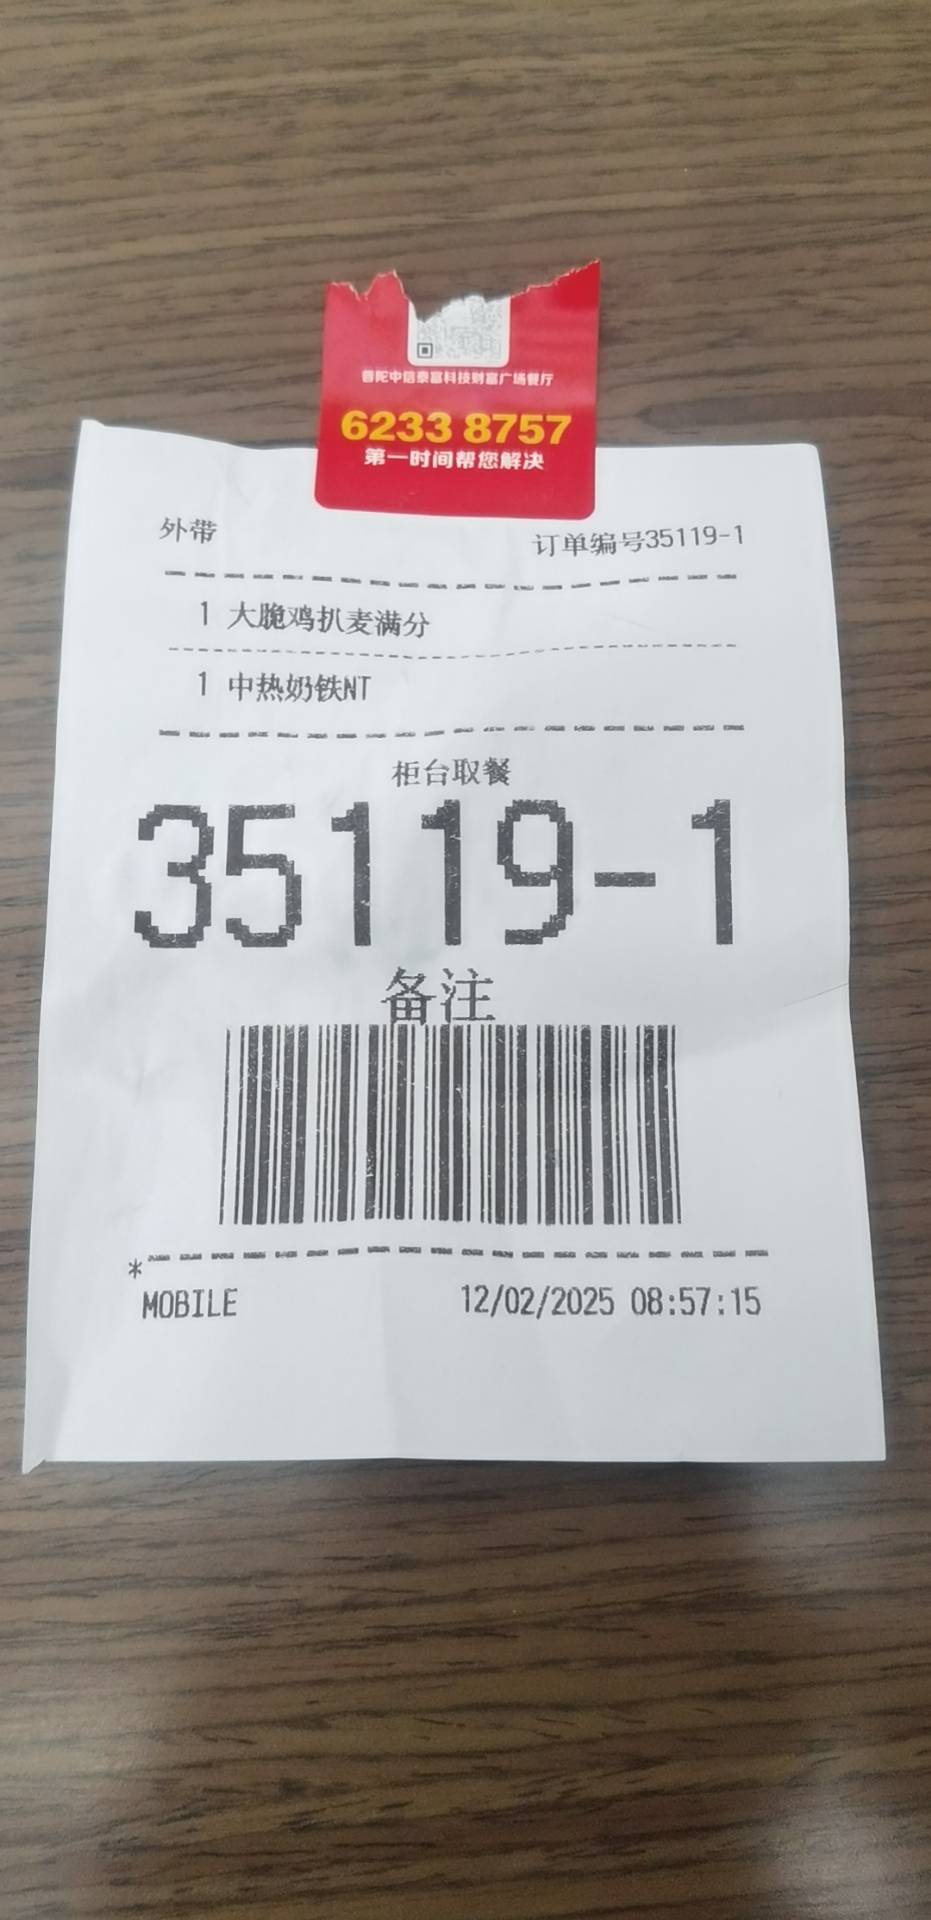 普陀中信泰富科技财富广场餐厅
6233 8757
第一时间帮您解决
外带 订单编号35119-1
1 大脆鸡扒麦满分
1 中热奶铁NT
柜台取餐
35119-1
备注
*
MOBILE 12/02/2025 08:57:15